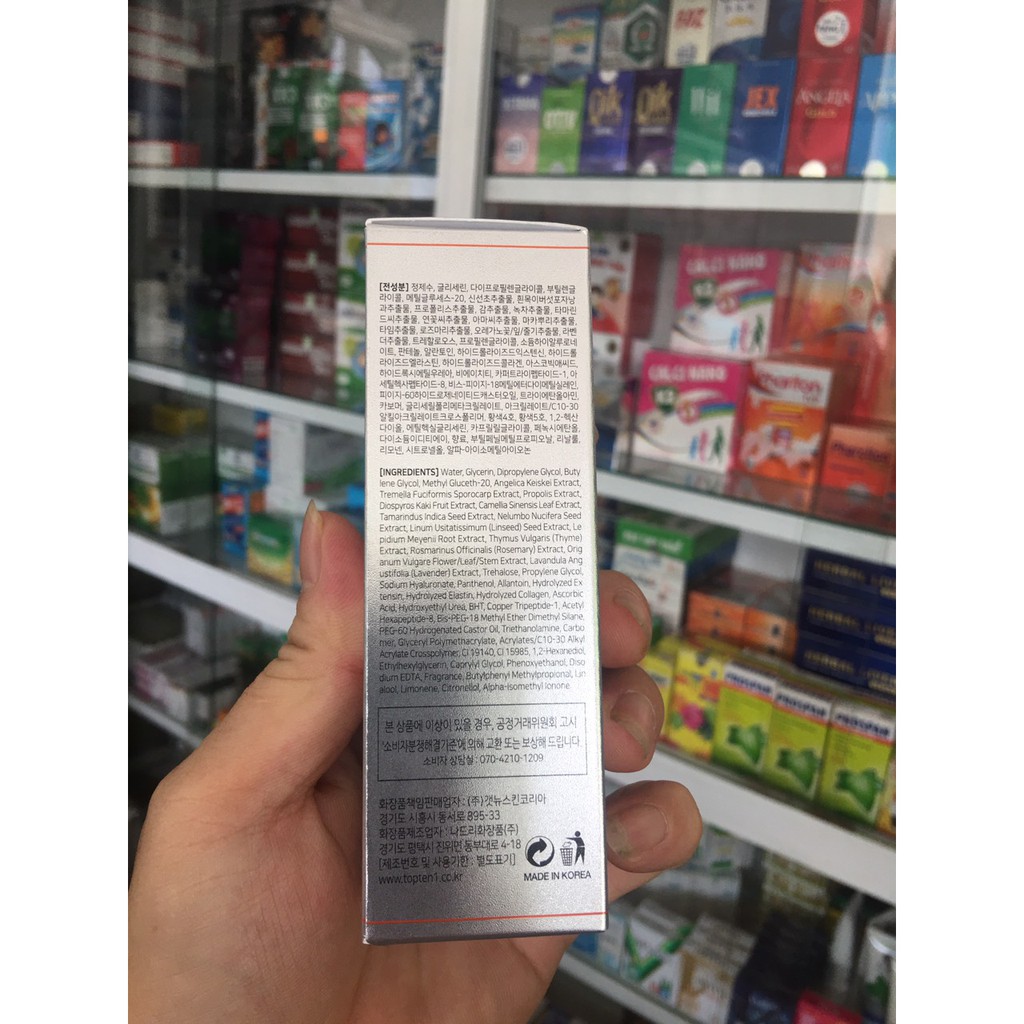 [전성분] 정제수, 글리세린, 다이프로필렌글라이콜, 부틸렌글
라이콜, 메틸글루세스-20, 신선초추출물, 흰목이버섯포자낭
과추출물, 프로폴리스추출물, 감추출물, 녹차추출물, 타마린
드씨추출물, 연꽃씨추출물, 아마씨추출물, 마카뿌리추출물,
타임추출물, 로즈마리추출물, 오레가노꽃/잎/줄기추출물, 라벤
더추출물, 트레할로오스, 프로필렌글라이콜, 소듐하이알루로네
이트, 판테놀, 알란토인, 하이드롤라이즈드익스텐신, 하이드롤
라이즈드엘라스틴, 하이드롤라이즈드콜라겐, 아스코빅애씨드,
하이드록시에틸우레아, 비에이치티, 카퍼트라이펩타이드-1, 아
세틸헥사펩타이드-8, 비스-피이지-18메틸에터다이메틸실레인,
피이지-60하이드로제네이티드캐스터오일, 트라이에탄올아민,
카보머, 글리세릴폴리메타크릴레이트, 아크릴레이트/C10-30
알킬아크릴레이트크로스폴리머, 황색4호, 황색5호, 1,2-헥산
다이올, 에틸헥실글리세린, 카프릴릴글라이콜, 페녹시에탄올,
다이소듐이디티에이, 향료, 부틸페닐메틸프로피오날, 리날룰,
리모넨, 시트로넬올, 알파-아이소메틸아이오논
[INGREDIENTS] Water, Glycerin, Dipropylene Glycol, Buty
lene Glycol, Methyl Gluceth-20, Angelica Keiskei Extract,
Tremella Fuciformis Sporocarp Extract, Propolis Extract,
Diospyros Kaki Fruit Extract, Camellia Sinensis Leaf Extract,
Tamarindus Indica Seed Extract, Nelumbo Nucifera Seed
Extract, Linum Usitatissimum (Linseed) Seed Extract, Le
pidium Meyenii Root Extract, Thymus Vulgaris (Thyme)
Extract, Rosmarinus Officinalis (Rosemary) Extract, Orig
anum Vulgare Flower/Leaf/Stem Extract, Lavandula Ang
ustifolia (Lavender) Extract, Trehalose, Propylene Glycol,
Sodium Hyaluronate, Panthenol, Allantoin, Hydrolyzed Ex
tensin, Hydrolyzed Elastin, Hydrolyzed Collagen, Ascorbic
Acid, Hydroxyethyl Urea, BHT, Copper Tripeptide-1, Acetyl
Hexapeptide-8, Bis-PEG-18 Methyl Ether Dimethyl Silane,
PEG-60 Hydrogenated Castor Oil, Triethanolamine, Carbo
mer, Glyceryl Polymethacrylate, Acrylates/C10-30 Alkyl
Acrylate Crosspolymer, CI 19140, CI 15985, 1,2-Hexanediol,
Ethylhexylglycerin, Caprylyl Glycol, Phenoxyethanol, Diso
dium EDTA, Fragrance, Butylphenyl Methylpropional, Lin
alool, Limonene, Citronellol, Alpha-Isomethyl Ionone
본 상품에 이상이 있을 경우, 공정거래위원회 고시
'소비자분쟁해결기준'에 의해 교환 또는 보상해 드립니다.
소비자 상담실 : 070-4210-1209
화장품책임판매업자 : (주)갯뉴스킨코리아
경기도 시흥시 동서로 895-33
화장품제조업자 : 나드리화장품(주)
경기도 평택시 진위면 동부대로 4-18
[제조번호 및 사용기한 : 별도표기]
www.topten1.co.kr
MADE IN KOREA
Qik
Qik
JEX
ANGELA
CALCI NANO
CALCI NANO
PROSPAN
PROSPAN
PROSPAN